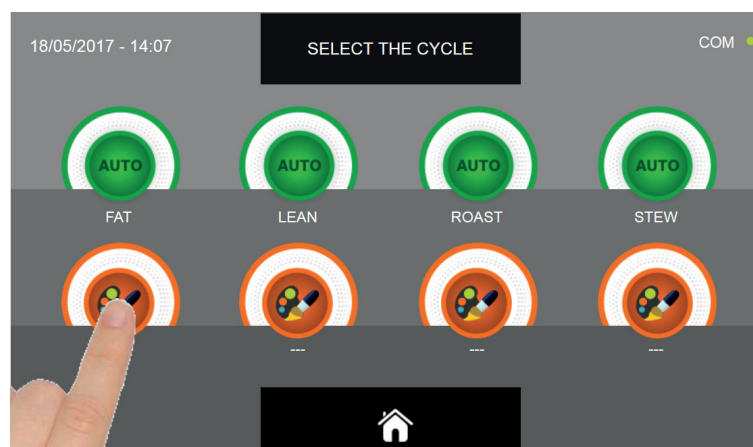 18/05/2017 - 14:07
SELECT THE CYCLE
COM
AUTO AUTO AUTO AUTO
FAT LEAN ROAST STEW
--- --- ---